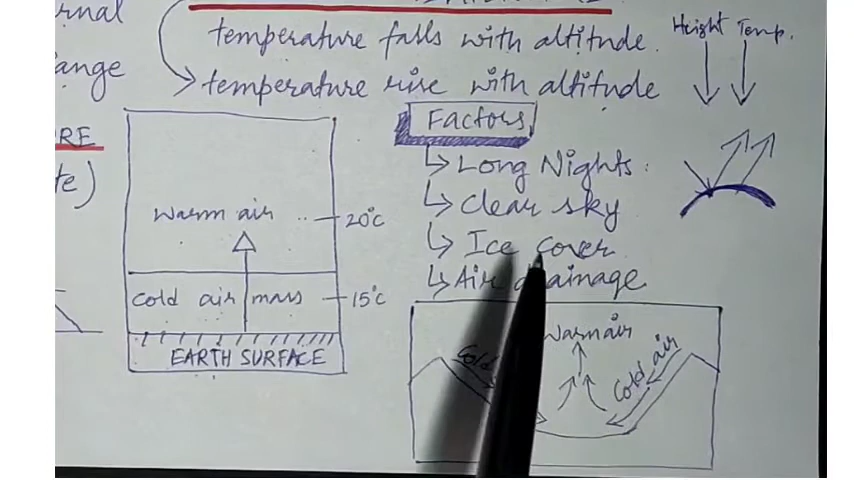 temperature falls with altitude.
temperature rise with altitude
Height Temp.
ange
RE
te)
Factors
Long Nights
Clear sky
Ice cover
Air drainage
Warm air
20°C
Cold air mass
15°C
EARTH SURFACE
Warm air
Cold
Cold air